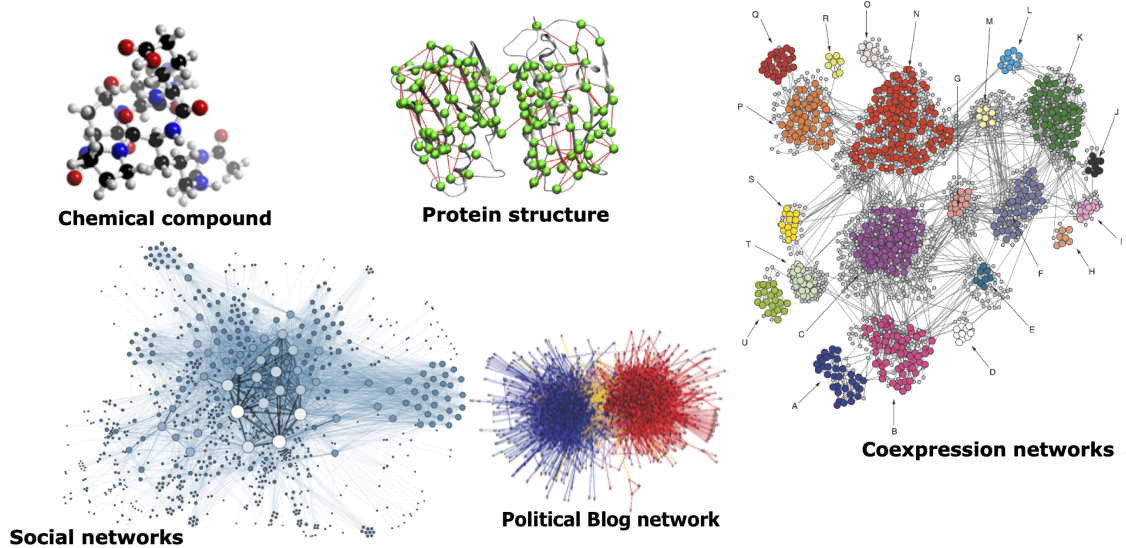 Q
R
O
N
M
L
K
G
P
J
S
I
T
H
F
U
C
E
D
A
B
Chemical compound
Protein structure
Social networks
Political Blog network
Coexpression networks